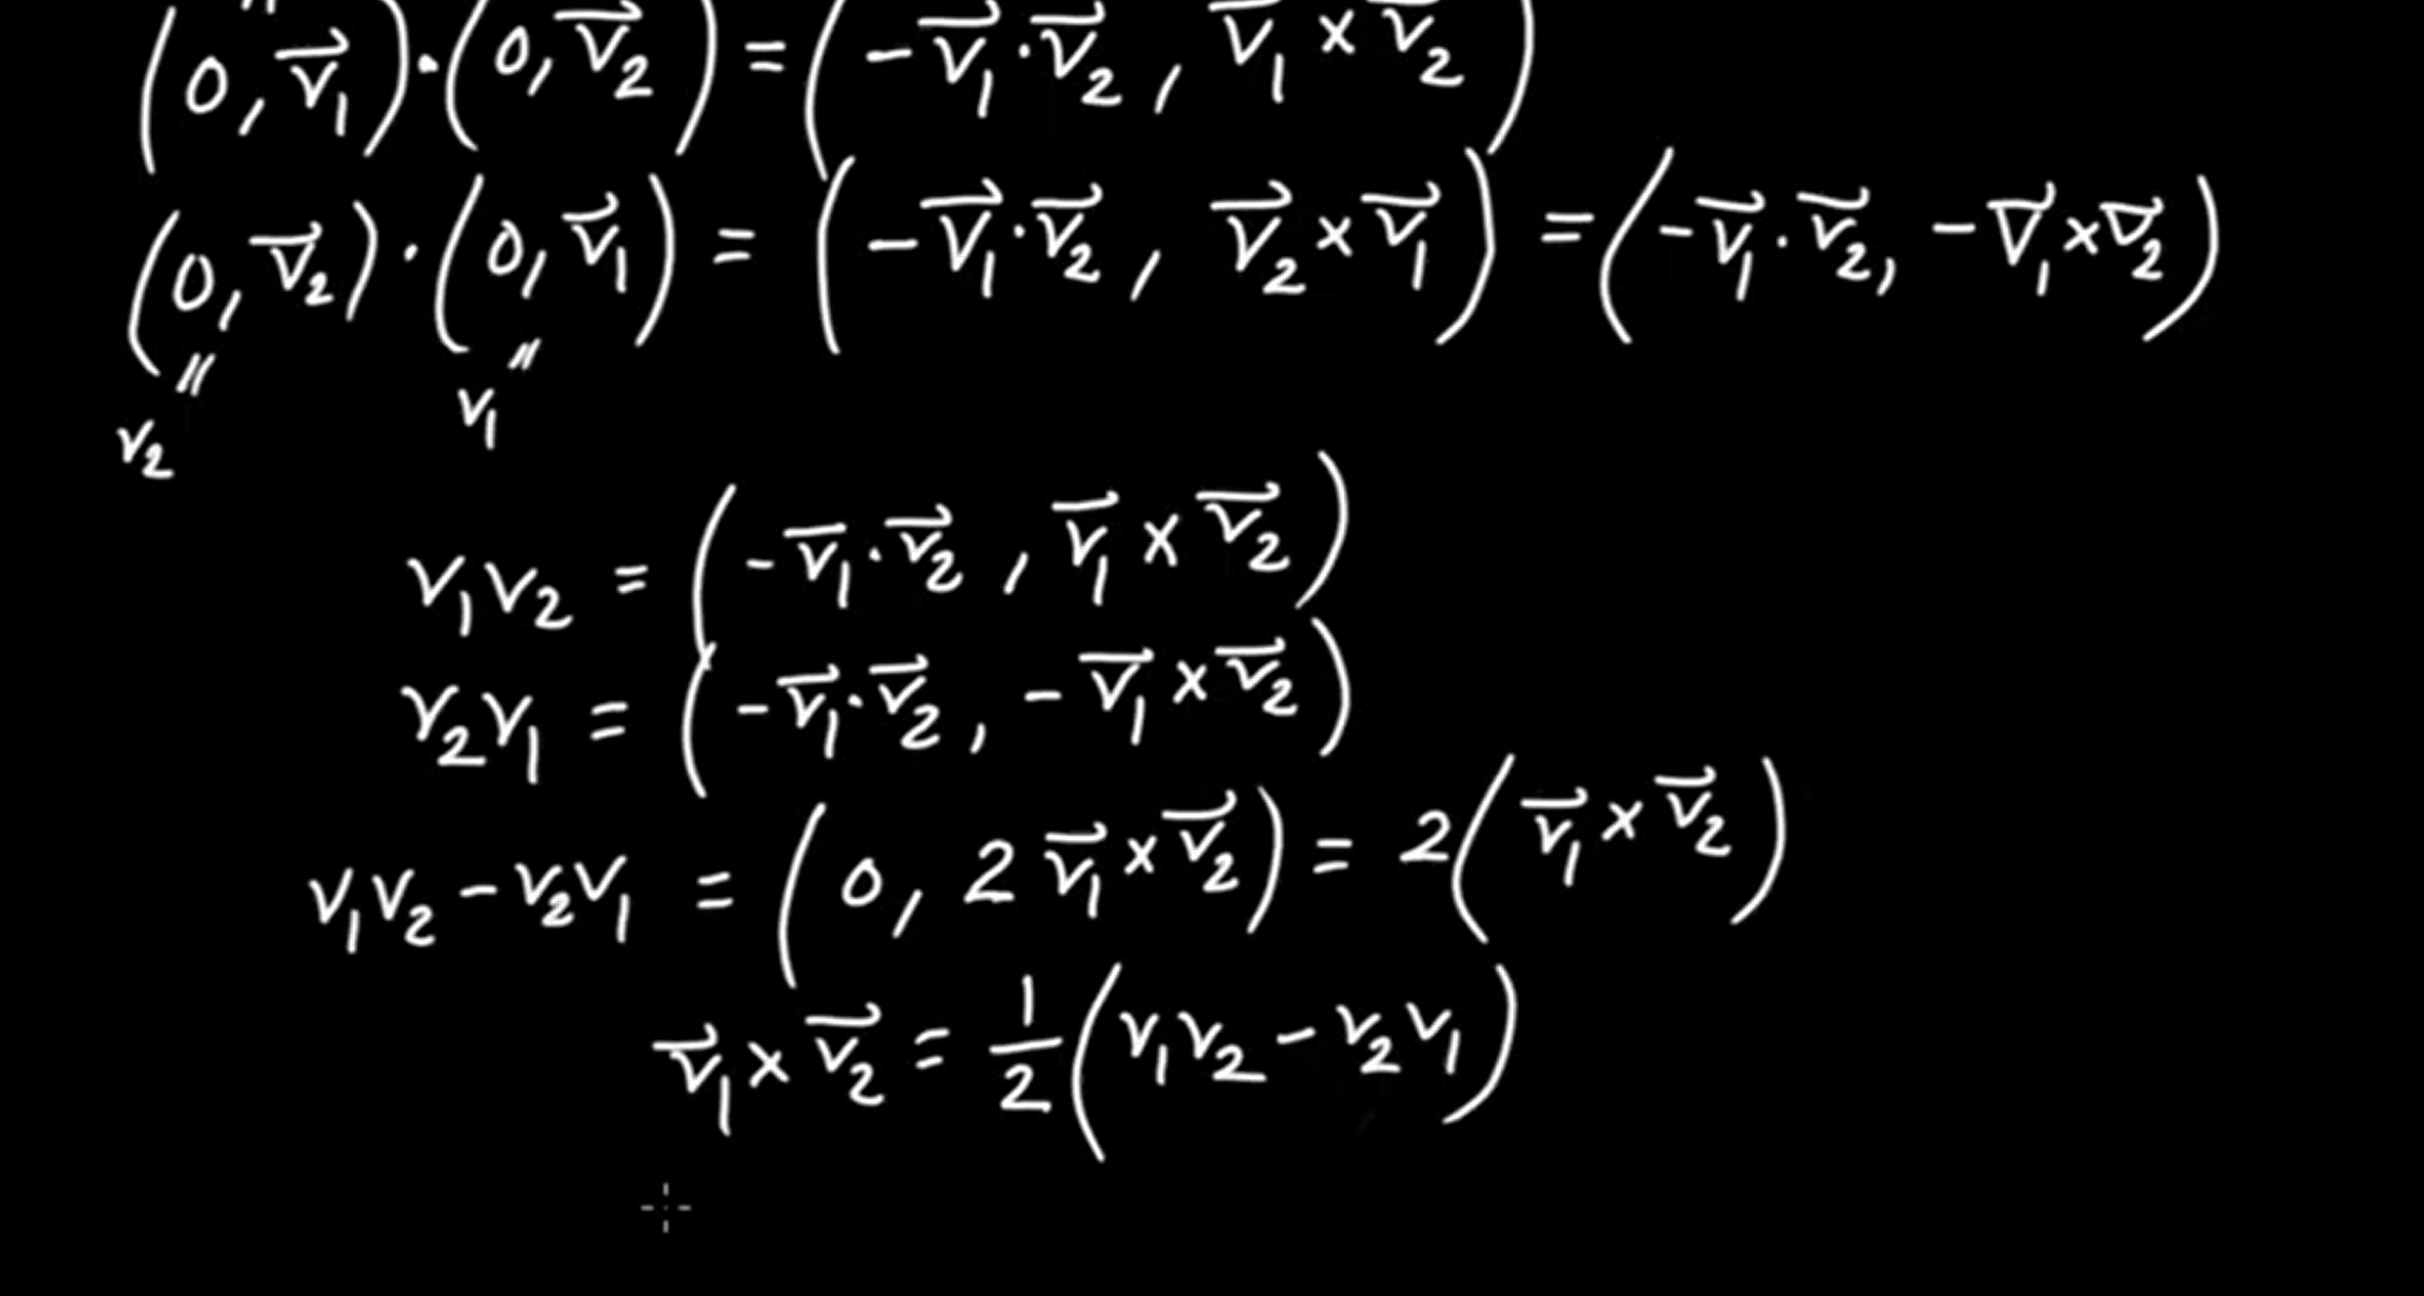 (0, v⃗₁)·(0, v⃗₂) = (-v⃗₁·v⃗₂, v⃗₁ × v⃗₂)
(0, v⃗₂)·(0, v⃗₁) = (-v⃗₁·v⃗₂, v⃗₂ × v⃗₁) = (-v⃗₁·v⃗₂, -v⃗₁ × v⃗₂)
v₂ v₁
v₁v₂ = (-v⃗₁·v⃗₂, v⃗₁ × v⃗₂)
v₂v₁ = (-v⃗₁·v⃗₂, -v⃗₁ × v⃗₂)
v₁v₂ - v₂v₁ = (0, 2 v⃗₁ × v⃗₂) = 2(v⃗₁ × v⃗₂)
v⃗₁ × v⃗₂ = 1/2 (v₁v₂ - v₂v₁)